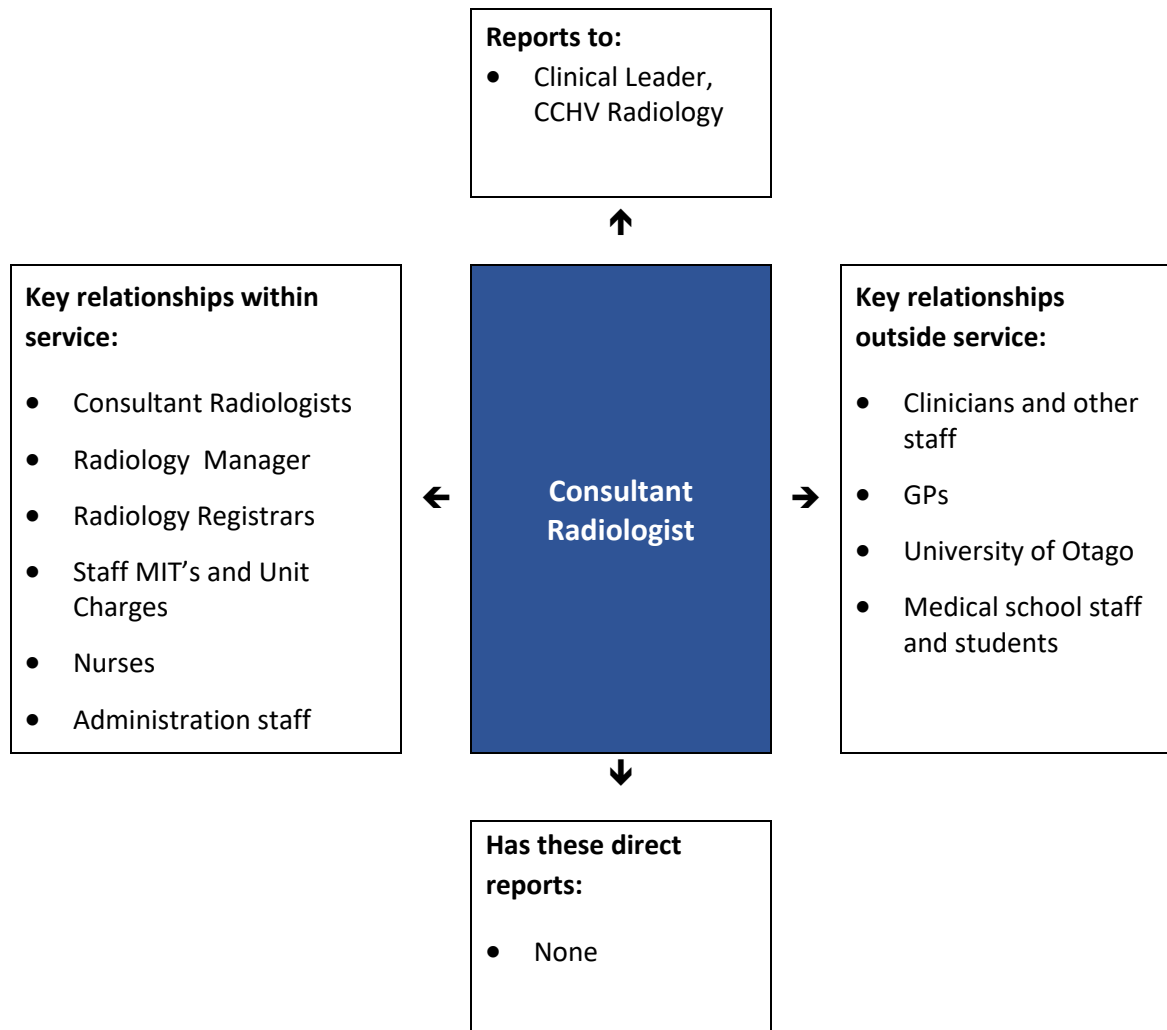 Reports to:
• Clinical Leader,
CCHV Radiology
🡩
Key relationships within
service:
• Consultant Radiologists
• Radiology  Manager
• Radiology Registrars
• Staff MIT’s and Unit
Charges
• Nurses
• Administration staff
🡨
Consultant
Radiologist
🡪
Key relationships
outside service:
• Clinicians and other
staff
• GPs
• University of Otago
• Medical school staff
and students
🡫
Has these direct
reports:
• None